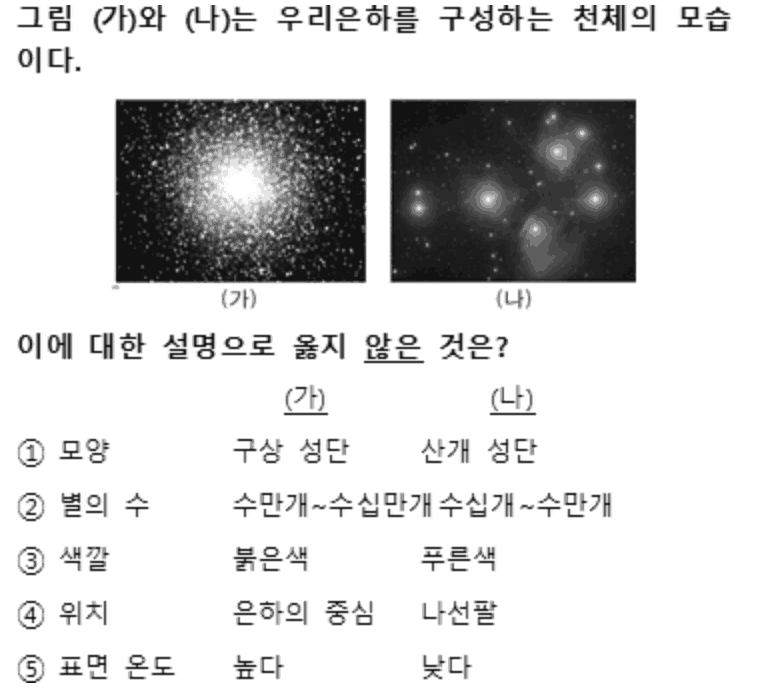 그림 (가)와 (나)는 우리은하를 구성하는 천체의 모습
이다.
(가) (나)
이에 대한 설명으로 옳지 않은 것은?
(가) (나)
① 모양 구상 성단 산개 성단
② 별의 수 수만개~수십만개 수십개~수만개
③ 색깔 붉은색 푸른색
④ 위치 은하의 중심 나선팔
⑤ 표면 온도 높다 낮다